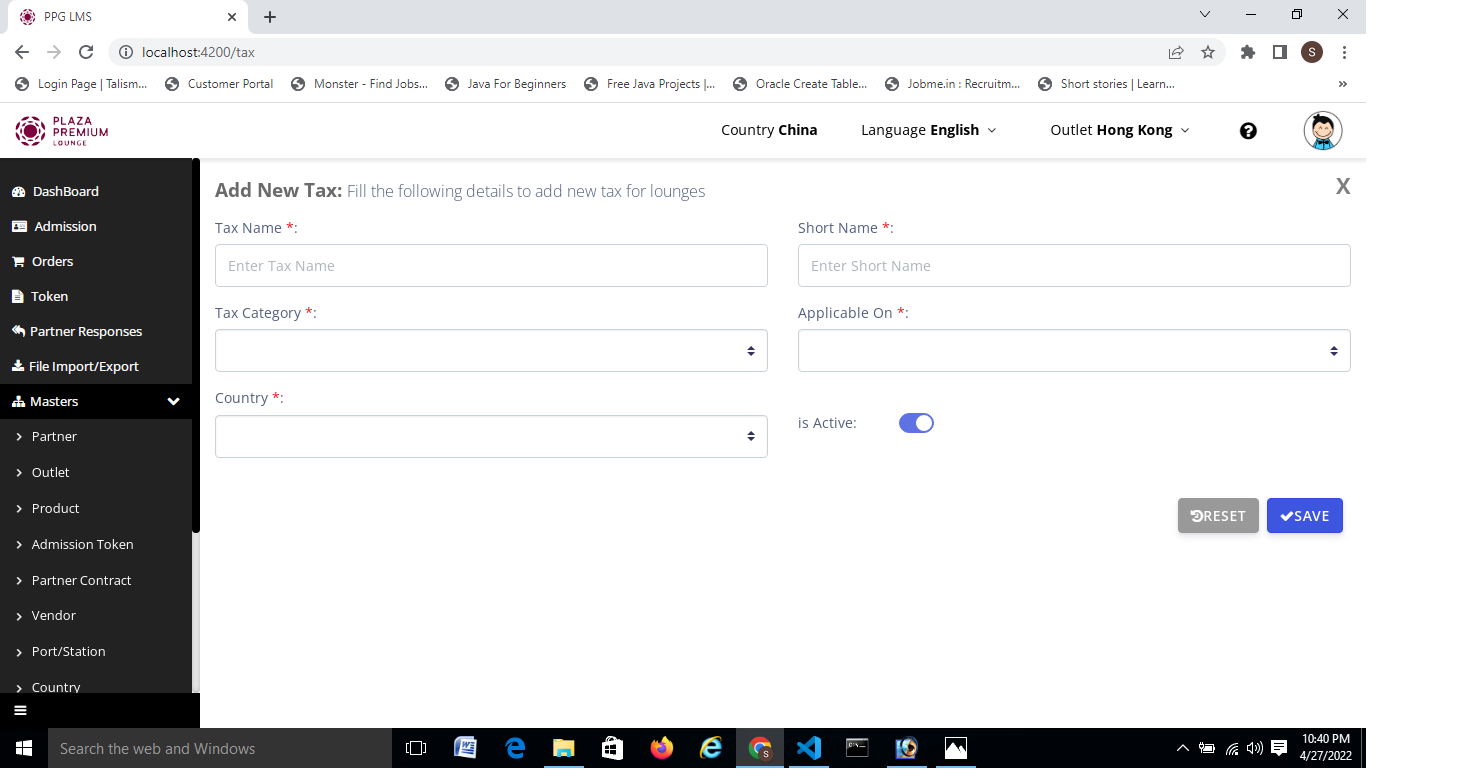 PPG LMS
localhost:4200/tax
S
Login Page | Talism... Customer Portal Monster - Find Jobs... Java For Beginners Free Java Projects |... Oracle Create Table... Jobme.in : Recruitm... Short stories | Learn... »
PLAZA
PREMIUM
LOUNGE
Country China Language English Outlet Hong Kong
DashBoard
Admission
Orders
Token
Partner Responses
File Import/Export
Masters
Partner
Outlet
Product
Admission Token
Partner Contract
Vendor
Port/Station
Country
Add New Tax: Fill the following details to add new tax for lounges X
Tax Name *: Short Name *:
Enter Tax Name Enter Short Name
Tax Category *: Applicable On *:
Country *:
is Active:
RESET SAVE
Search the web and Windows
10:40 PM
4/27/2022